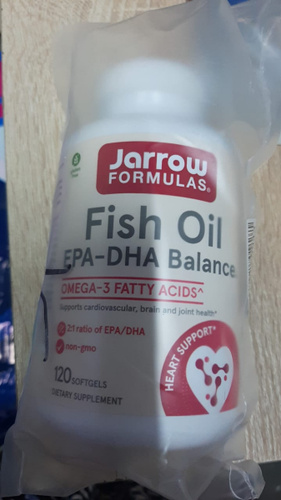 Jarrow
FORMULAS®
Fish Oil
EPA-DHA Balance
OMEGA-3 FATTY ACIDS^
Supports cardiovascular, brain and joint health^
2:1 ratio of EPA/DHA
non-gmo
120 SOFTGELS
DIETARY SUPPLEMENT
HEART SUPPORT^